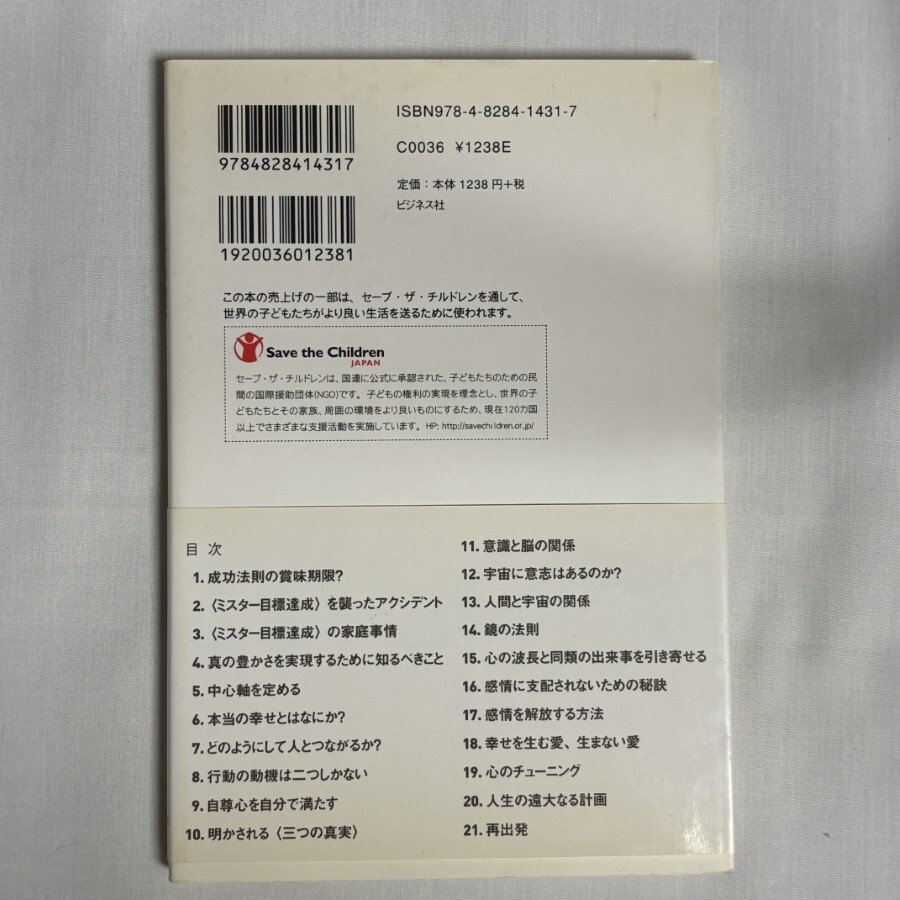 ISBN978-4-8284-1431-7
9784828414317
C0036 ¥1238E
定価：本体1238円+税
ビジネス社
1920036012381
この本の売上げの一部は、セーブ・ザ・チルドレンを通して、
世界の子どもたちがより良い生活を送るために使われます。
Save the Children
JAPAN
セーブ・ザ・チルドレンは、国連に公式に承認された、子どもたちのための民
間の国際援助団体(NGO)です。子どもの権利の実現を理念とし、世界の子
どもたちとその家族、周囲の環境をより良いものにするため、現在120カ国
以上でさまざまな支援活動を実施しています。HP: http://savechildren.or.jp/
目 次
1. 成功法則の賞味期限?
2.〈ミスター目標達成〉を襲ったアクシデント
3.〈ミスター目標達成〉の家庭事情
4. 真の豊かさを実現するために知るべきこと
5. 中心軸を定める
6. 本当の幸せとはなにか?
7. どのようにして人とつながるか?
8. 行動の動機は二つしかない
9. 自尊心を自分で満たす
10. 明かされる〈三つの真実〉
11. 意識と脳の関係
12. 宇宙に意志はあるのか?
13. 人間と宇宙の関係
14. 鏡の法則
15. 心の波長と同類の出来事を引き寄せる
16. 感情に支配されないための秘訣
17. 感情を解放する方法
18. 幸せを生む愛、生まない愛
19. 心のチューニング
20. 人生の遠大なる計画
21. 再出発